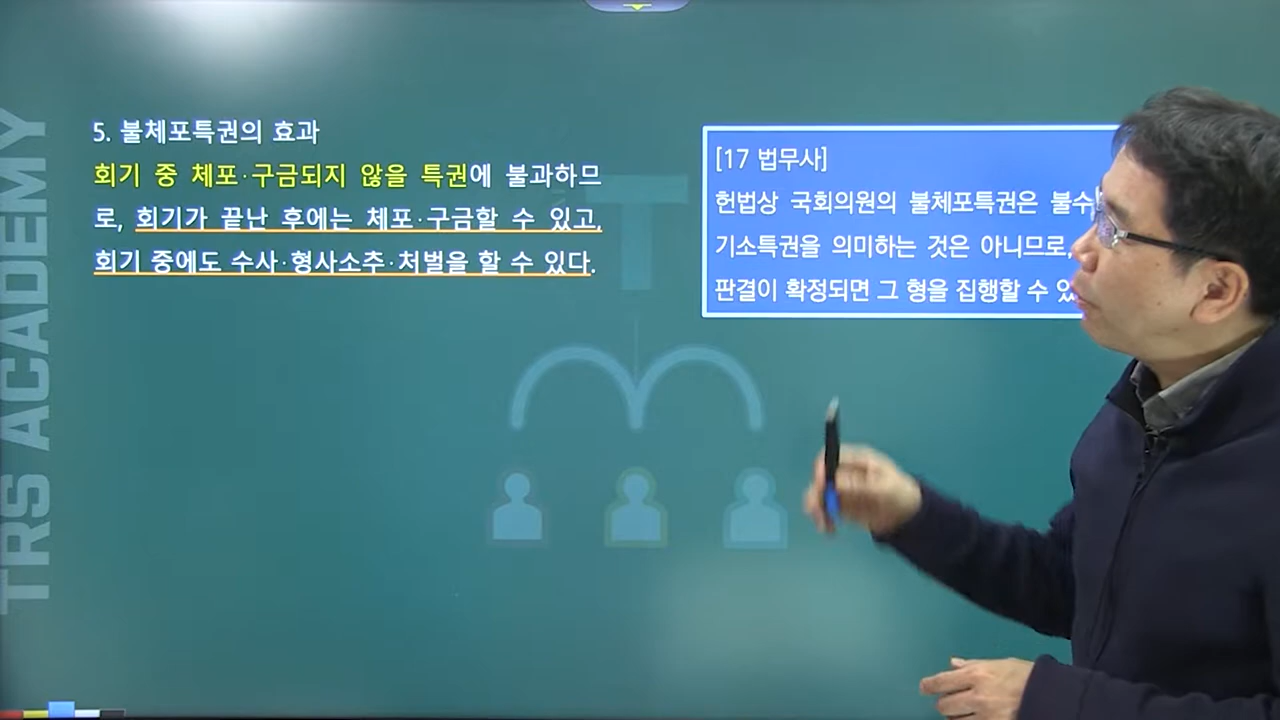 TRS ACADEMY
5. 불체포특권의 효과
회기 중 체포·구금되지 않을 특권에 불과하므
로, 회기가 끝난 후에는 체포·구금할 수 있고,
회기 중에도 수사·형사소추·처벌을 할 수 있다.
[17 법무사]
헌법상 국회의원의 불체포특권은
기소특권을 의미하는 것은 아니므로,
판결이 확정되면 그 형을 집행할 수